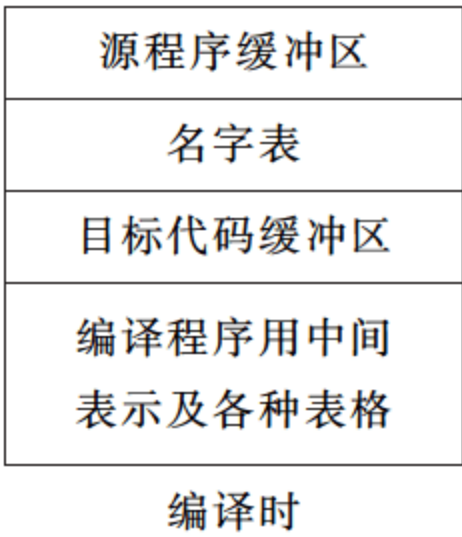 源程序缓冲区
名字表
目标代码缓冲区
编译程序用中间
表示及各种表格
编译时